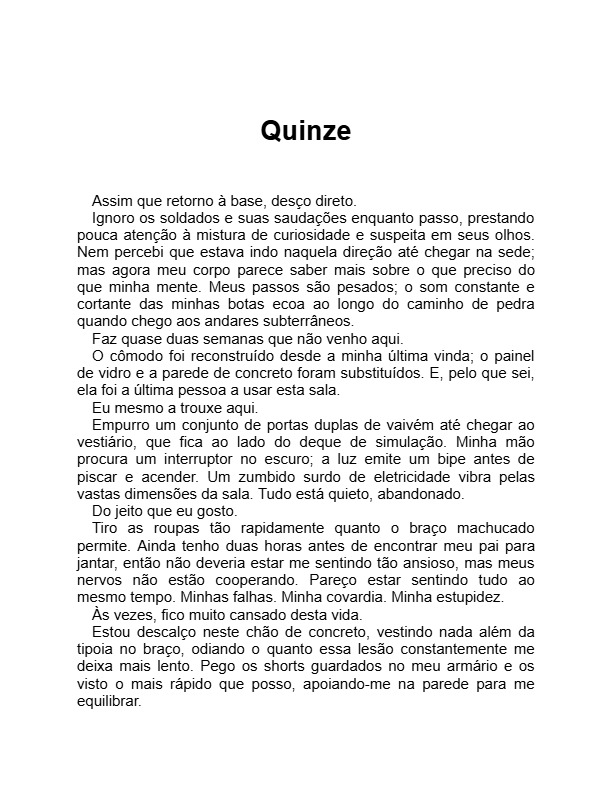 Quinze
Assim que retorno à base, desço direto.
Ignoro os soldados e suas saudações enquanto passo, prestando
pouca atenção à mistura de curiosidade e suspeita em seus olhos.
Nem percebi que estava indo naquela direção até chegar na sede;
mas agora meu corpo parece saber mais sobre o que preciso do
que minha mente. Meus passos são pesados; o som constante e
cortante das minhas botas ecoa ao longo do caminho de pedra
quando chego aos andares subterrâneos.
Faz quase duas semanas que não venho aqui.
O cômodo foi reconstruído desde a minha última vinda; o painel
de vidro e a parede de concreto foram substituídos. E, pelo que sei,
ela foi a última pessoa a usar esta sala.
Eu mesmo a trouxe aqui.
Empurro um conjunto de portas duplas de vaivém até chegar ao
vestiário, que fica ao lado do deque de simulação. Minha mão
procura um interruptor no escuro; a luz emite um bipe antes de
piscar e acender. Um zumbido surdo de eletricidade vibra pelas
vastas dimensões da sala. Tudo está quieto, abandonado.
Do jeito que eu gosto.
Tiro as roupas tão rapidamente quanto o braço machucado
permite. Ainda tenho duas horas antes de encontrar meu pai para
jantar, então não deveria estar me sentindo tão ansioso, mas meus
nervos não estão cooperando. Pareço estar sentindo tudo ao
mesmo tempo. Minhas falhas. Minha covardia. Minha estupidez.
Às vezes, fico muito cansado desta vida.
Estou descalço neste chão de concreto, vestindo nada além da
tipoia no braço, odiando o quanto essa lesão constantemente me
deixa mais lento. Pego os shorts guardados no meu armário e os
visto o mais rápido que posso, apoiando-me na parede para me
equilibrar.